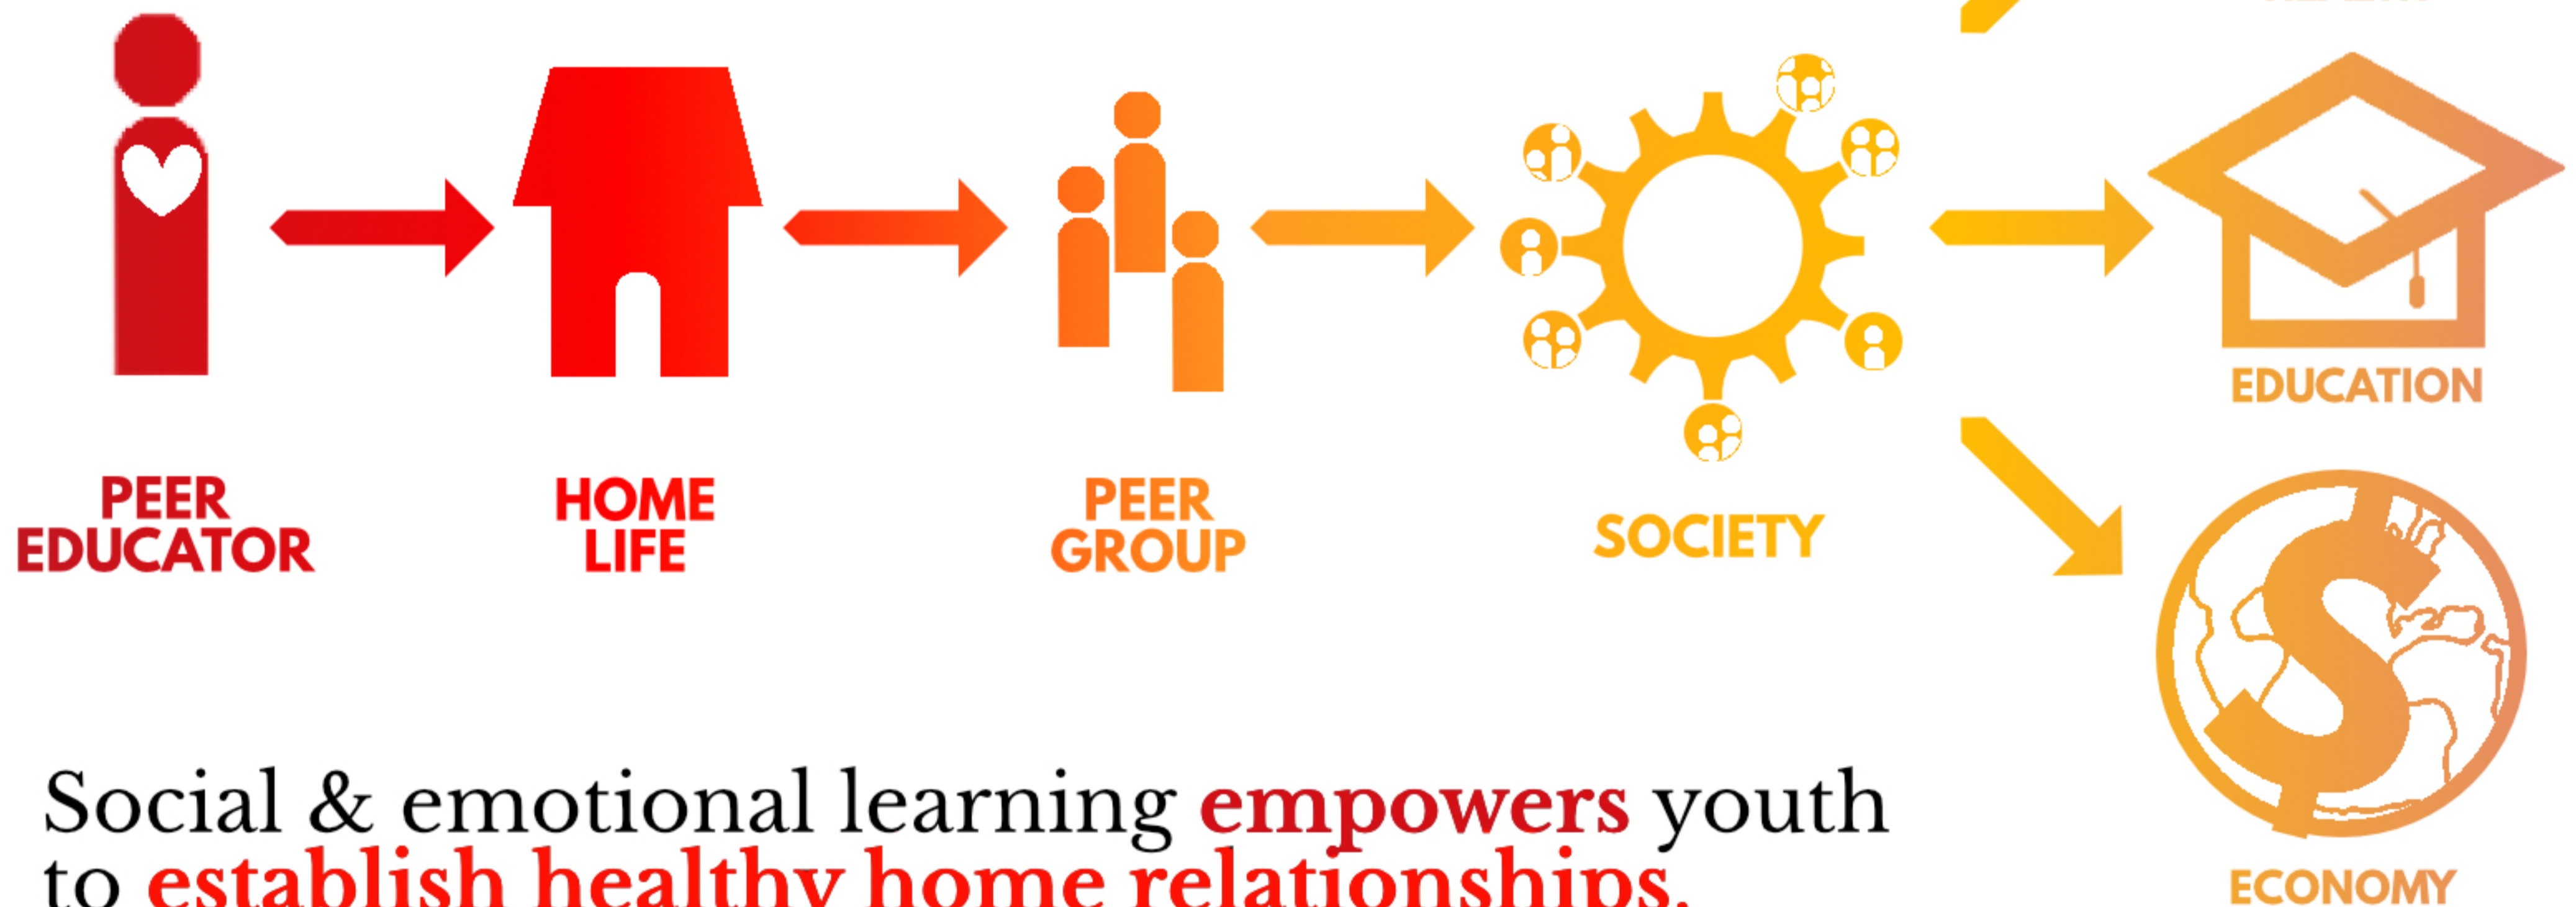 EDUCATION
PEER
EDUCATOR
HOME
LIFE
PEER
GROUP
SOCIETY
Social & emotional learning empowers youth
to establish healthy home relationships,
ECONOMY